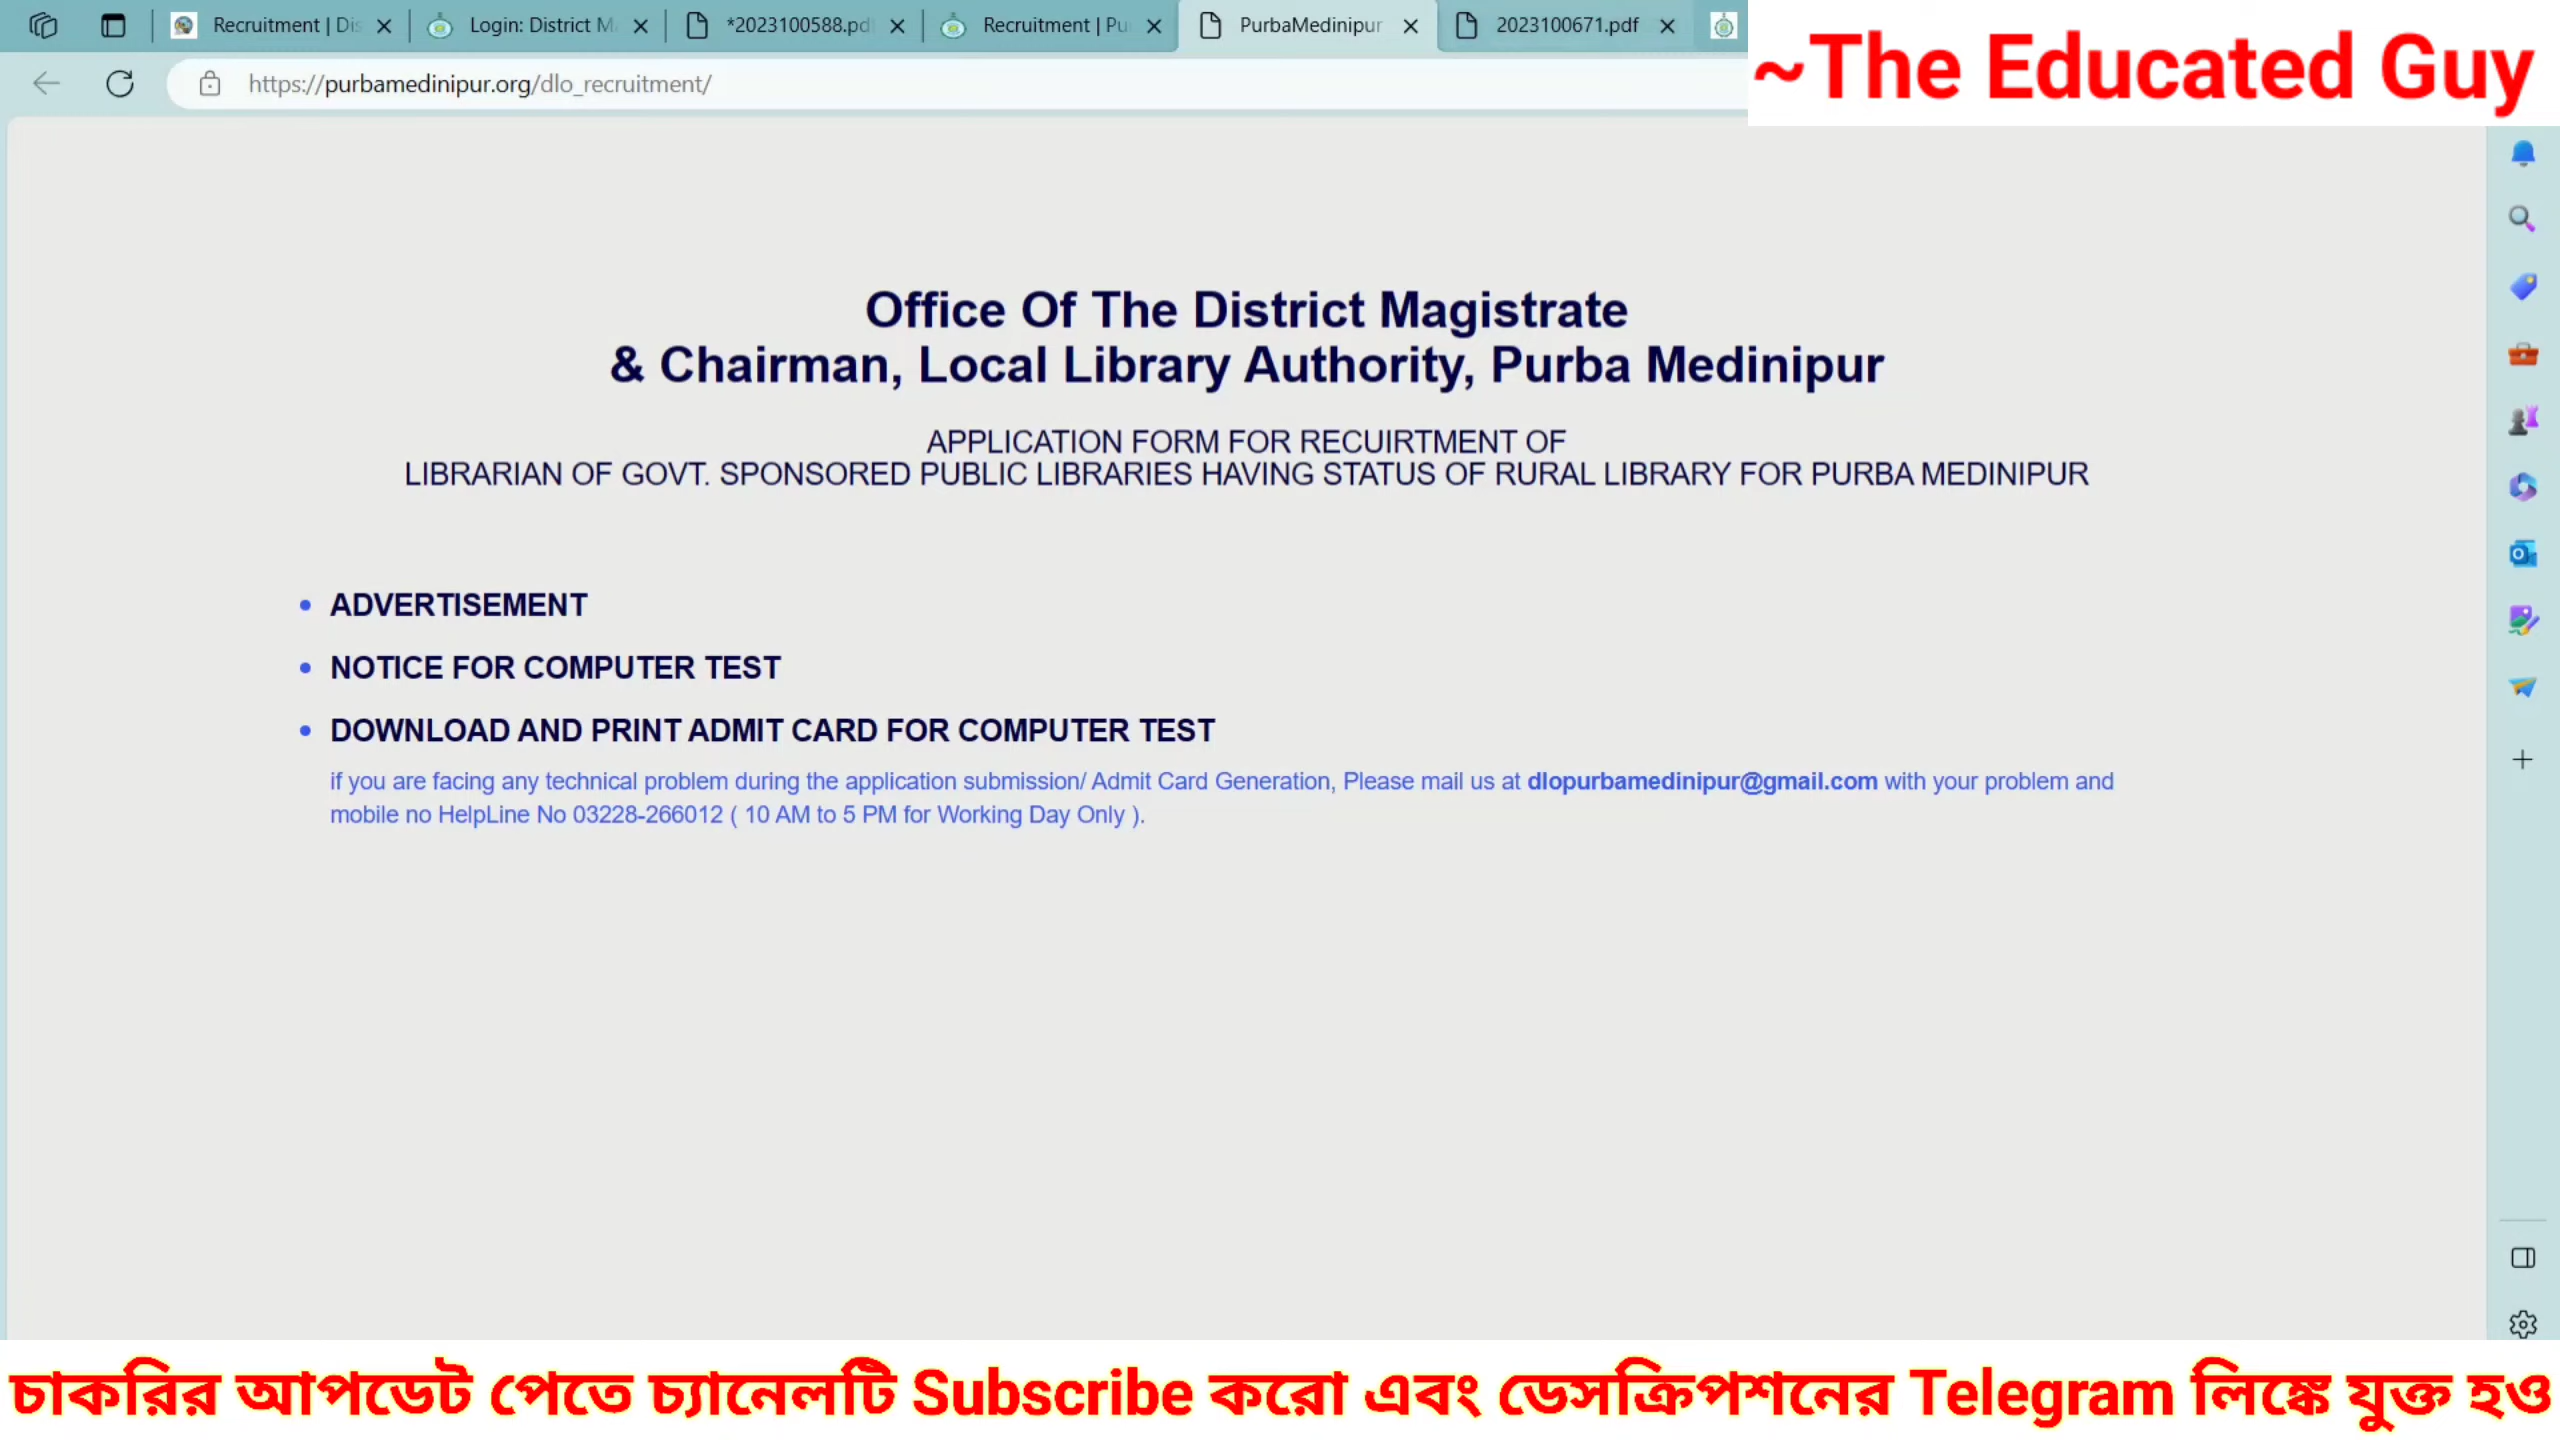 Recruitment | Dis
Login: District Ma
*2023100588.pdf
Recruitment | Pu
PurbaMedinipur
2023100671.pdf
~The Educated Guy
https://purbamedinipur.org/dlo_recruitment/
Office Of The District Magistrate
& Chairman, Local Library Authority, Purba Medinipur
APPLICATION FORM FOR RECUIRTMENT OF
LIBRARIAN OF GOVT. SPONSORED PUBLIC LIBRARIES HAVING STATUS OF RURAL LIBRARY FOR PURBA MEDINIPUR
• ADVERTISEMENT
• NOTICE FOR COMPUTER TEST
• DOWNLOAD AND PRINT ADMIT CARD FOR COMPUTER TEST
if you are facing any technical problem during the application submission/ Admit Card Generation, Please mail us at dlopurbamedinipur@gmail.com with your problem and
mobile no HelpLine No 03228-266012 ( 10 AM to 5 PM for Working Day Only ).
চাকরির আপডেট পেতে চ্যানেলটি Subscribe করো এবং ডেসক্রিপশনের Telegram লিঙ্কে যুক্ত হও